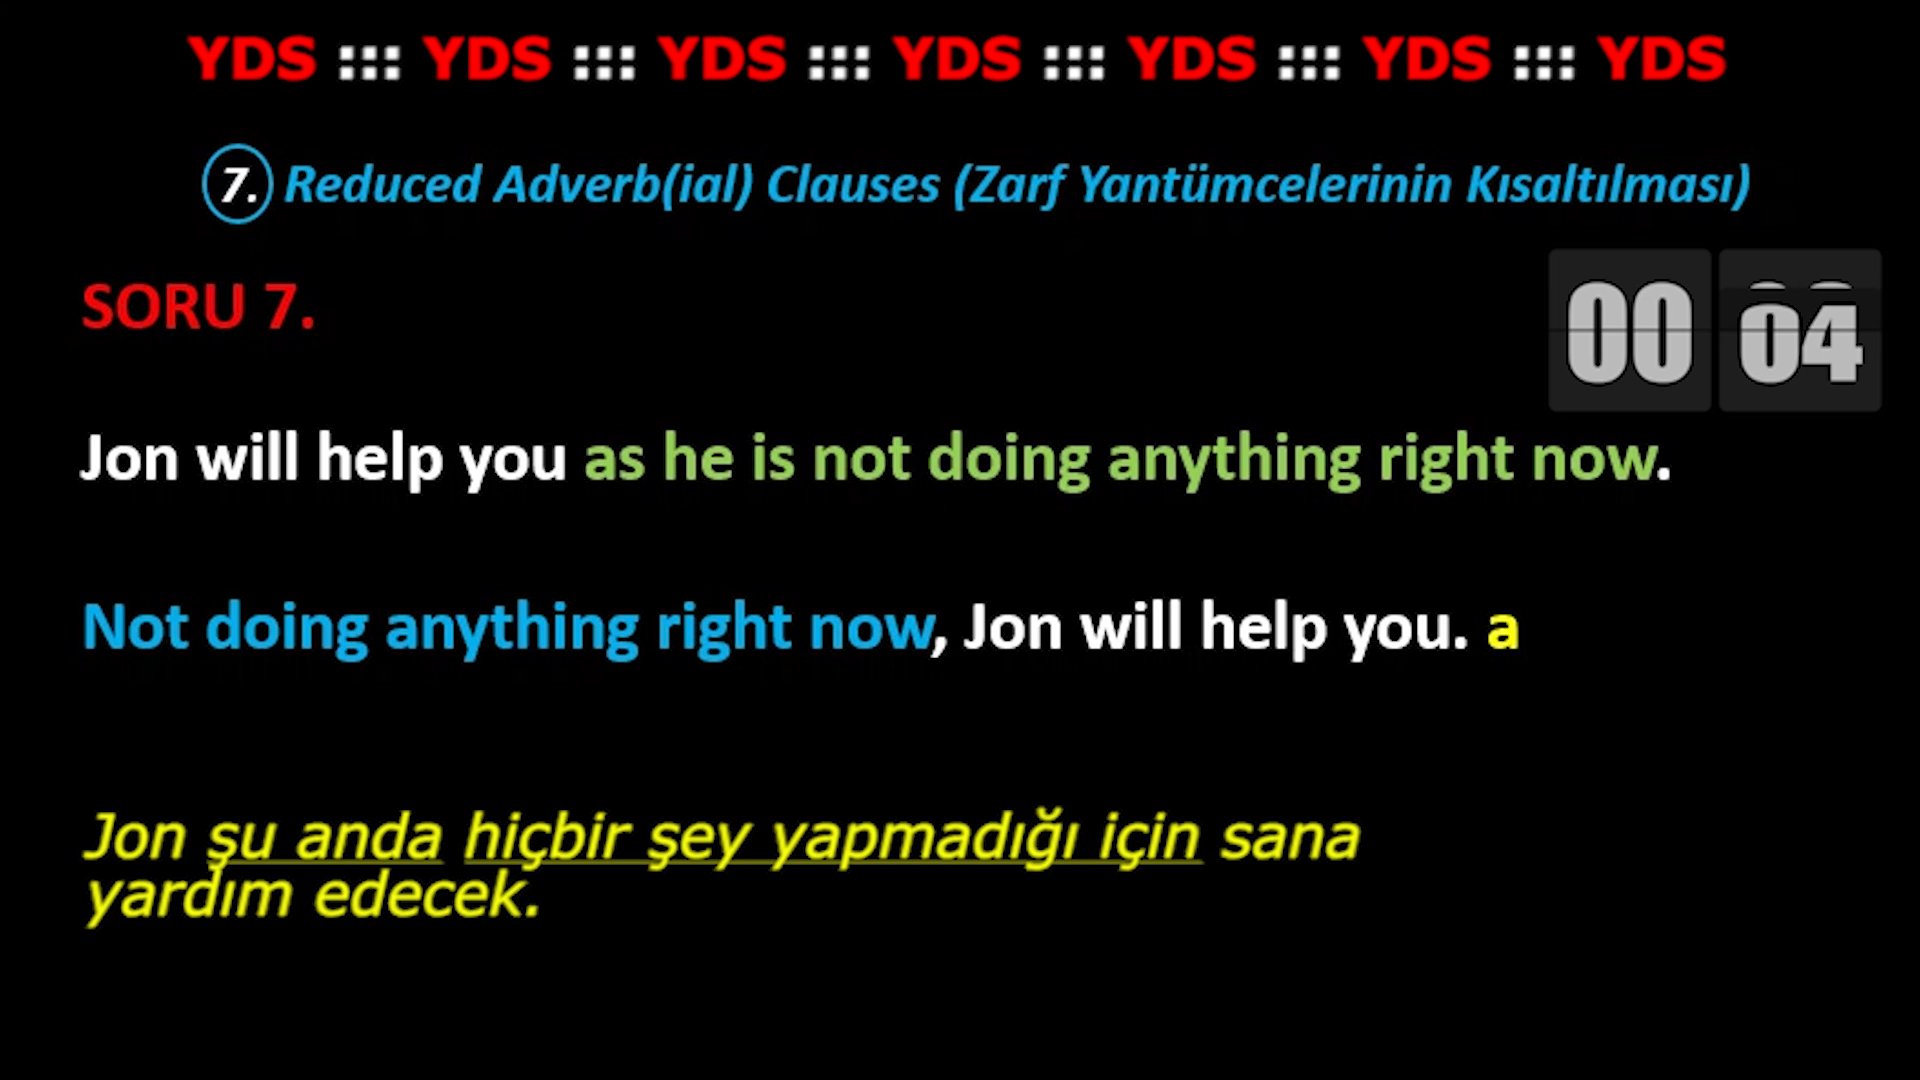 YDS ::: YDS ::: YDS ::: YDS ::: YDS ::: YDS ::: YDS
7. Reduced Adverb(ial) Clauses (Zarf Yantümcelerinin Kısaltılması)
SORU 7.
00 04
Jon will help you as he is not doing anything right now.
Not doing anything right now, Jon will help you. a
Jon şu anda hiçbir şey yapmadığı için sana
yardım edecek.